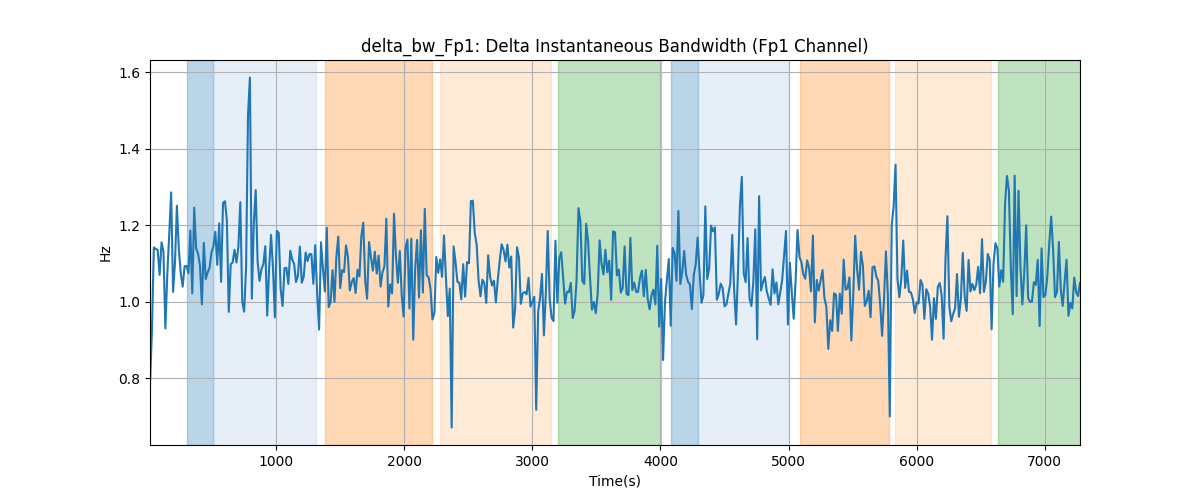 delta_bw_Fp1: Delta Instantaneous Bandwidth (Fp1 Channel)
1.6
1.4
1.2
1.0
0.8
Hz
1000 2000 3000 4000 5000 6000 7000
Time(s)